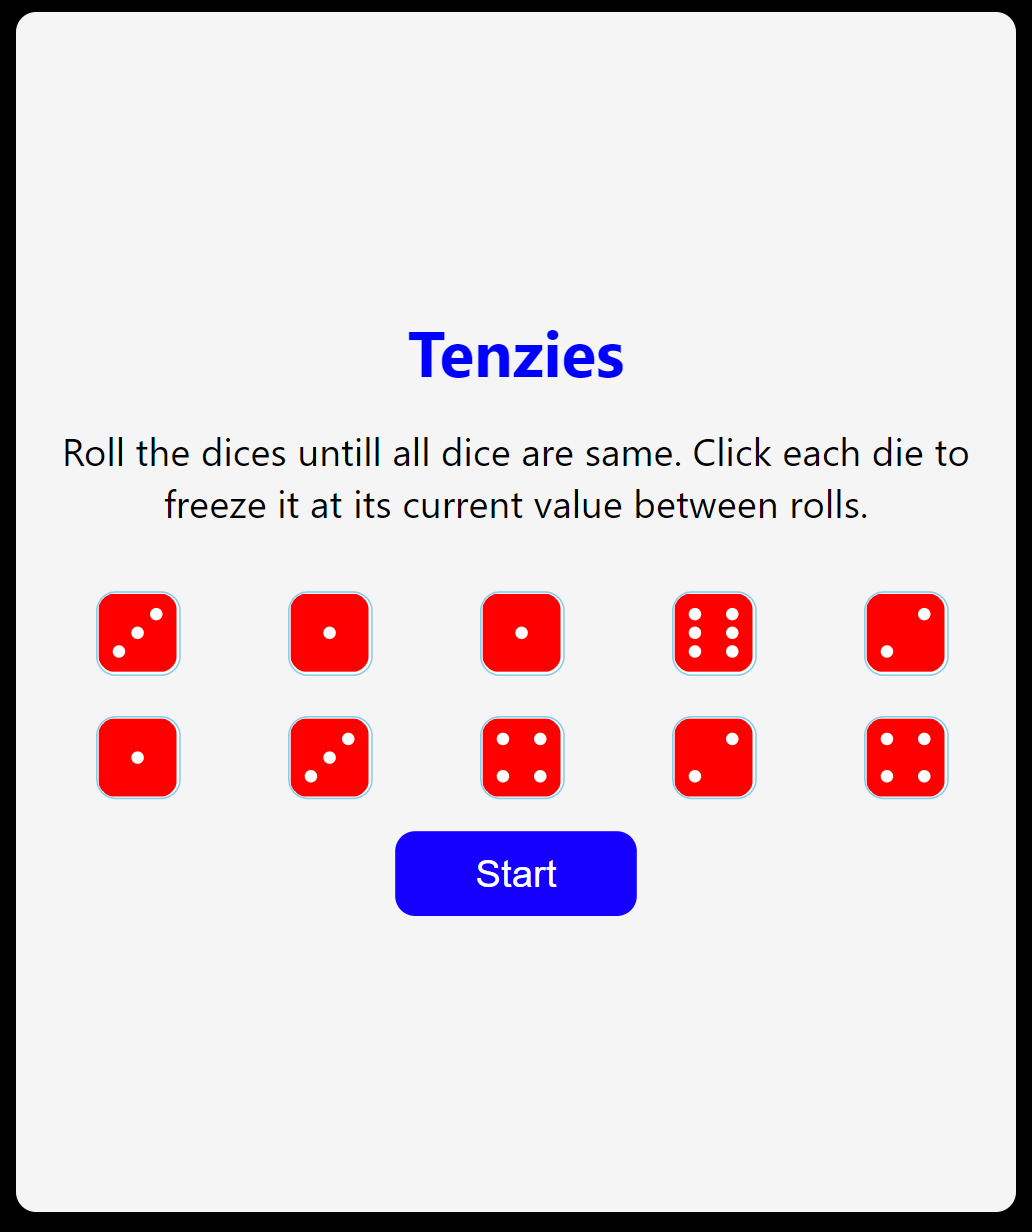 Tenzies
Roll the dices untill all dice are same. Click each die to
freeze it at its current value between rolls.
Start